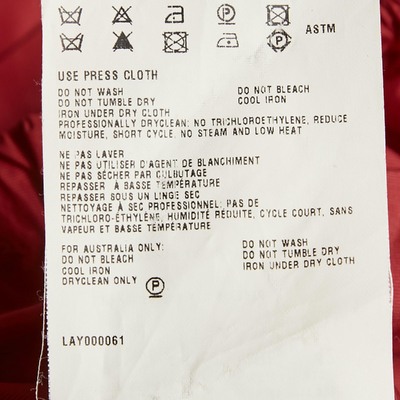 ASTM
USE PRESS CLOTH
DO NOT WASH DO NOT BLEACH
DO NOT TUMBLE DRY COOL IRON
IRON UNDER DRY CLOTH
PROFESSIONALLY DRYCLEAN: NO TRICHLOROETHYLENE, REDUCE
MOISTURE, SHORT CYCLE. NO STEAM AND LOW HEAT
NE PAS LAVER
NE PAS UTILISER D'AGENT DE BLANCHIMENT
NE PAS SÉCHER PAR CULBUTAGE
REPASSER À BASSE TEMPÉRATURE
REPASSER SOUS UN LINGE SEC
NETTOYAGE À SEC PROFESSIONNEL: PAS DE
TRICHLORO-ÉTHYLÈNE, HUMIDITÉ RÉDUITE, CYCLE COURT, SANS
VAPEUR ET BASSE TEMPÉRATURE
FOR AUSTRALIA ONLY: DO NOT WASH
DO NOT BLEACH DO NOT TUMBLE DRY
COOL IRON IRON UNDER DRY CLOTH
DRYCLEAN ONLY P
LAY000061